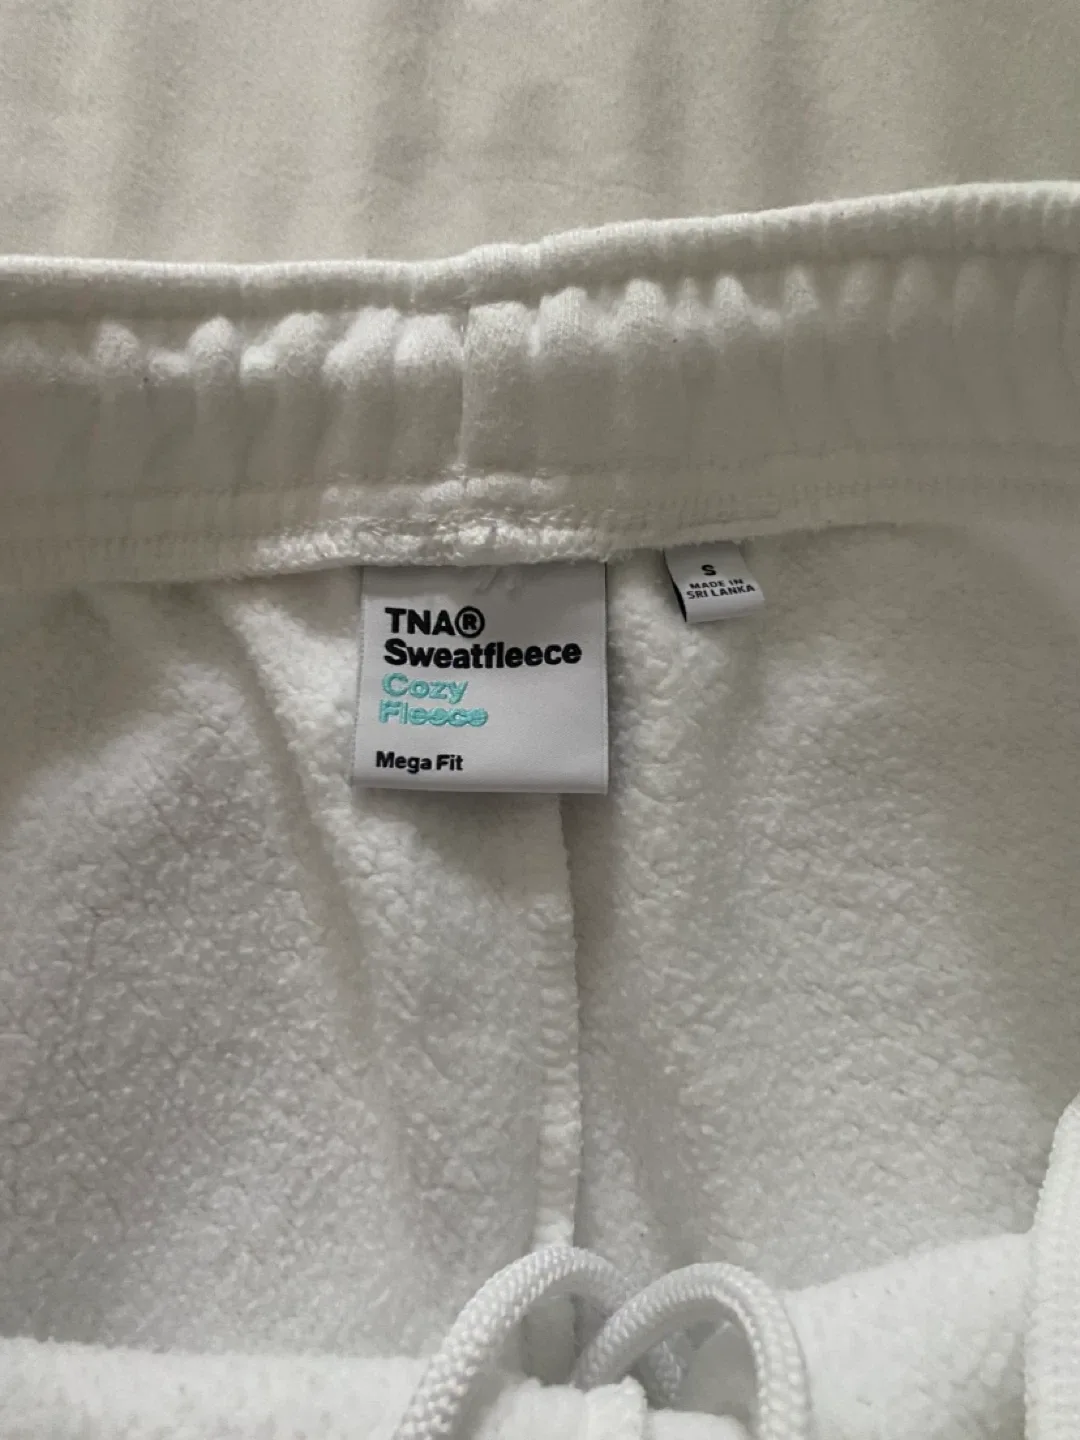 TNA®
Sweatfleece
Cozy
Fleece
Mega Fit
S
MADE IN
SRI LANKA